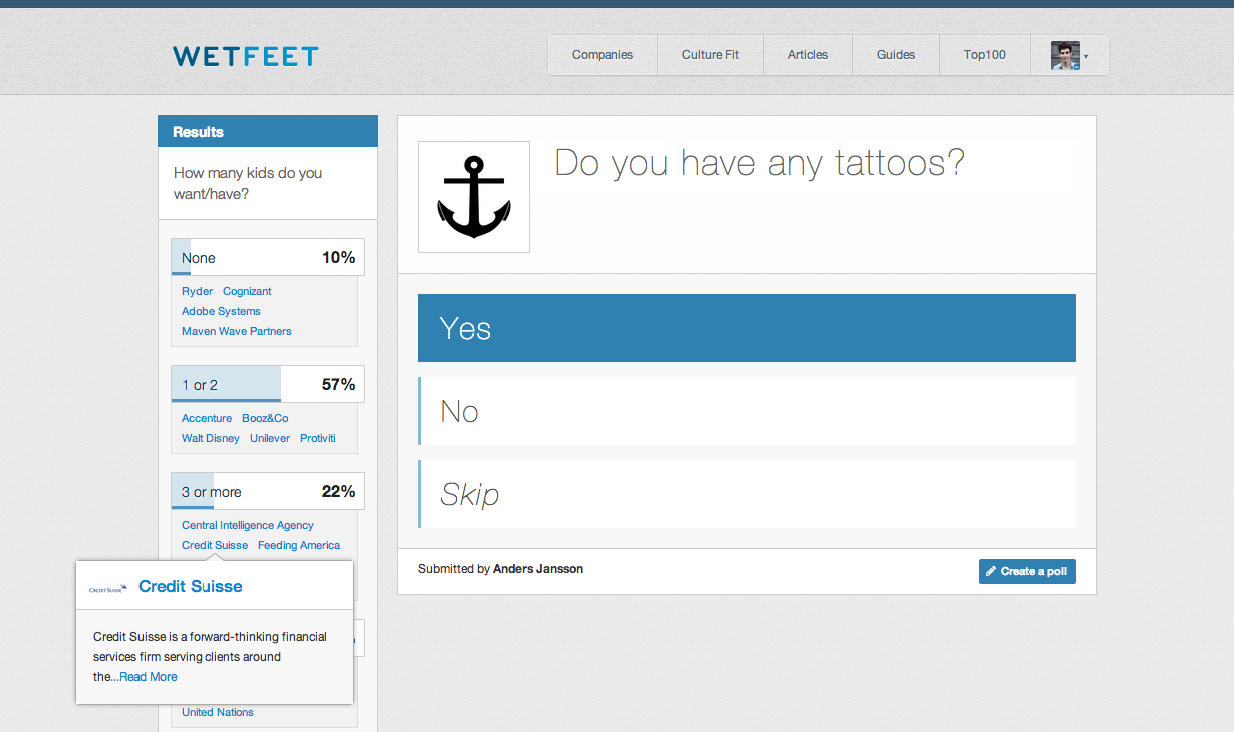 WETFEET
Companies
Culture Fit
Articles
Guides
Top100
Results
How many kids do you
want/have?
None 10%
Ryder Cognizant
Adobe Systems
Maven Wave Partners
1 or 2 57%
Accenture Booz&Co
Walt Disney Unilever Protiviti
3 or more 22%
Central Intelligence Agency
Credit Suisse Feeding America
CREDIT SUISSE Credit Suisse
Credit Suisse is a forward-thinking financial
services firm serving clients around
the...Read More
United Nations
Do you have any tattoos?
Yes
No
Skip
Submitted by Anders Jansson
Create a poll